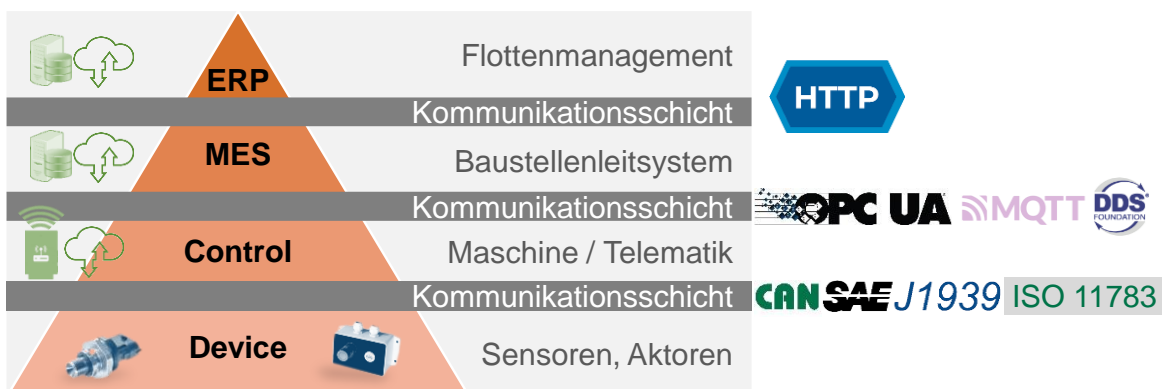 ERP
Flottenmanagement
Kommunikationsschicht
HTTP
MES
Baustellenleitsystem
Kommunikationsschicht
OPC UA
MQTT
DDS
FOUNDATION
Control
Maschine / Telematik
Kommunikationsschicht
CAN
SAE J1939
ISO 11783
Device
Sensoren, Aktoren